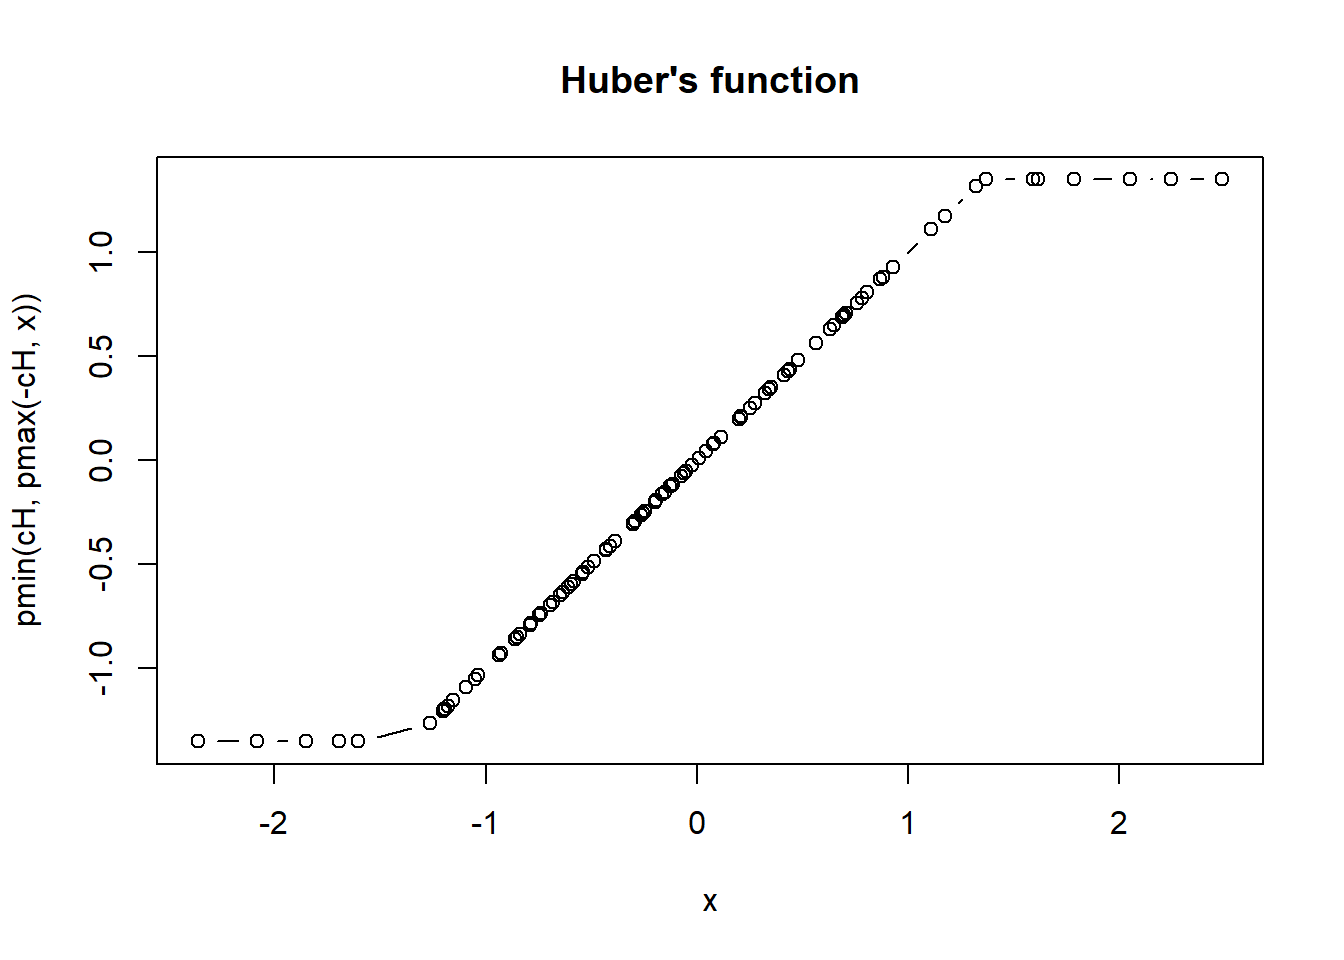 Huber's function
pmin(cH, pmax(-cH, x))
1.0
0.5
0.0
-0.5
-1.0
-2 -1 0 1 2
x